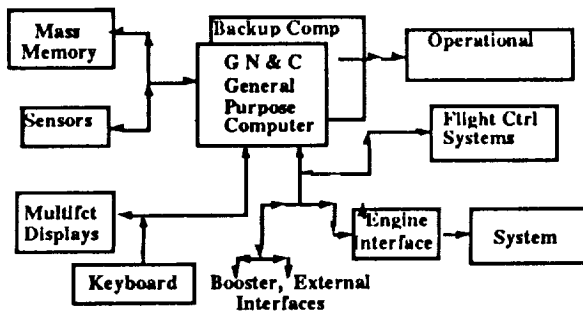 Mass
Memory
Backup Comp
G N & C
General
Purpose
Computer
Operational
Sensors
Flight Ctrl
Systems
Multifct
Displays
Engine
Interface
System
Keyboard
Booster, External
Interfaces